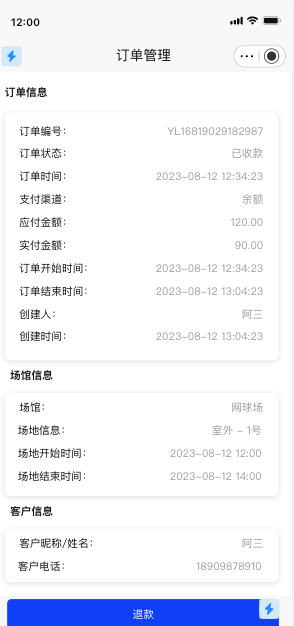 12:00
订单管理
订单信息
订单编号： YL16819029182987
订单状态： 已收款
订单时间： 2023-08-12 12:34:23
支付渠道： 余额
应付金额： 120.00
实付金额： 90.00
订单开始时间： 2023-08-12 12:34:23
订单结束时间： 2023-08-12 13:04:23
创建人： 阿三
创建时间： 2023-08-12 13:04:23
场馆信息
场馆： 网球场
场地信息： 室外 - 1号
场地开始时间： 2023-08-12 12:00
场地结束时间： 2023-08-12 14:00
客户信息
客户昵称/姓名： 阿三
客户电话： 18909878910
退款